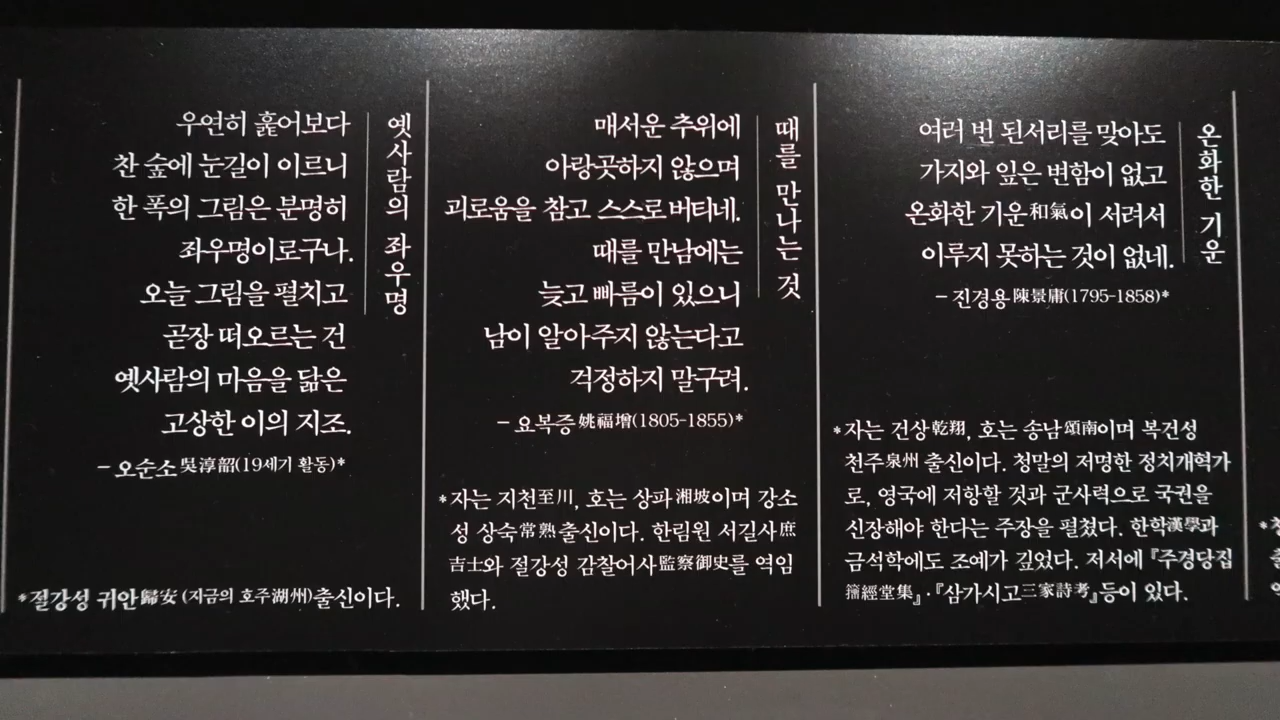 옛사람의 좌우명
우연히 훑어보다
찬 숲에 눈길이 이르니
한 폭의 그림은 분명히
좌우명이로구나.
오늘 그림을 펼치고
곧장 떠오르는 건
옛사람의 마음을 닮은
고상한 이의 지조.
- 오순소 吳淳韶(19세기 활동)*
*절강성 귀안歸安 (지금의 호주湖州)출신이다.
때를 만나는 것
매서운 추위에
아랑곳하지 않으며
괴로움을 참고 스스로 버티네.
때를 만남에는
늦고 빠름이 있으니
남이 알아주지 않는다고
걱정하지 말구려.
- 요복증 姚福增(1805-1855)*
*자는 지천至川, 호는 상파湘坡이며 강소
성 상숙常熟출신이다. 한림원 서길사庶
吉士와 절강성 감찰어사監察御史를 역임
했다.
온화한 기운
여러 번 된서리를 맞아도
가지와 잎은 변함이 없고
온화한 기운和氣이 서려서
이루지 못하는 것이 없네.
- 진경용 陳景庸(1795-1858)*
*자는 건상乾翔, 호는 송남頌南이며 복건성
천주泉州 출신이다. 청말의 저명한 정치개혁가
로, 영국에 저항할 것과 군사력으로 국권을
신장해야 한다는 주장을 펼쳤다. 한학漢學과
금석학에도 조예가 깊었다. 저서에 『주경당집
籒經堂集』·『삼가시고三家詩考』등이 있다.